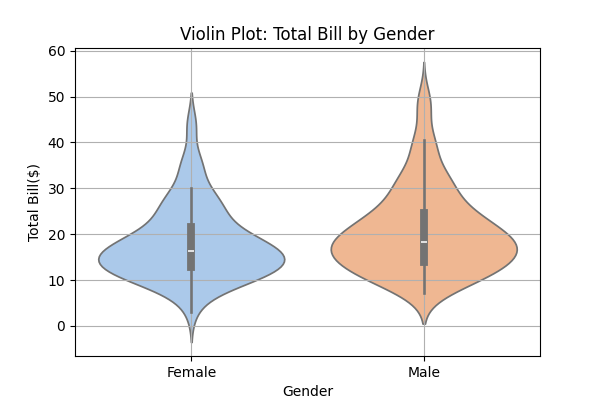 Violin Plot: Total Bill by Gender
Total Bill($)
60
50
40
30
20
10
0
Female
Male
Gender